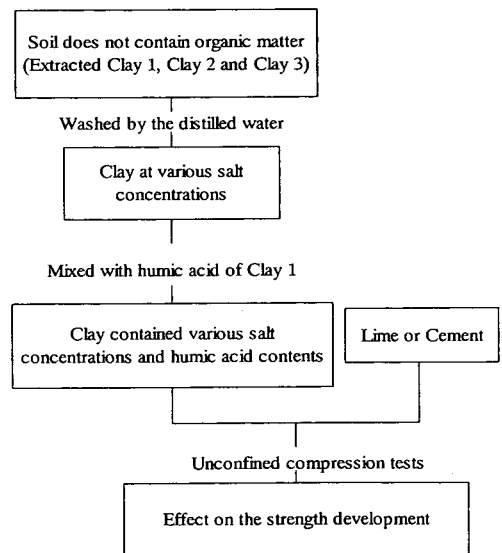 Soil does not contain organic matter
(Extracted Clay 1, Clay 2 and Clay 3)
Washed by the distilled water
Clay at various salt
concentrations
Mixed with humic acid of Clay 1
Clay contained various salt
concentrations and humic acid contents
Lime or Cement
Unconfined compression tests
Effect on the strength development